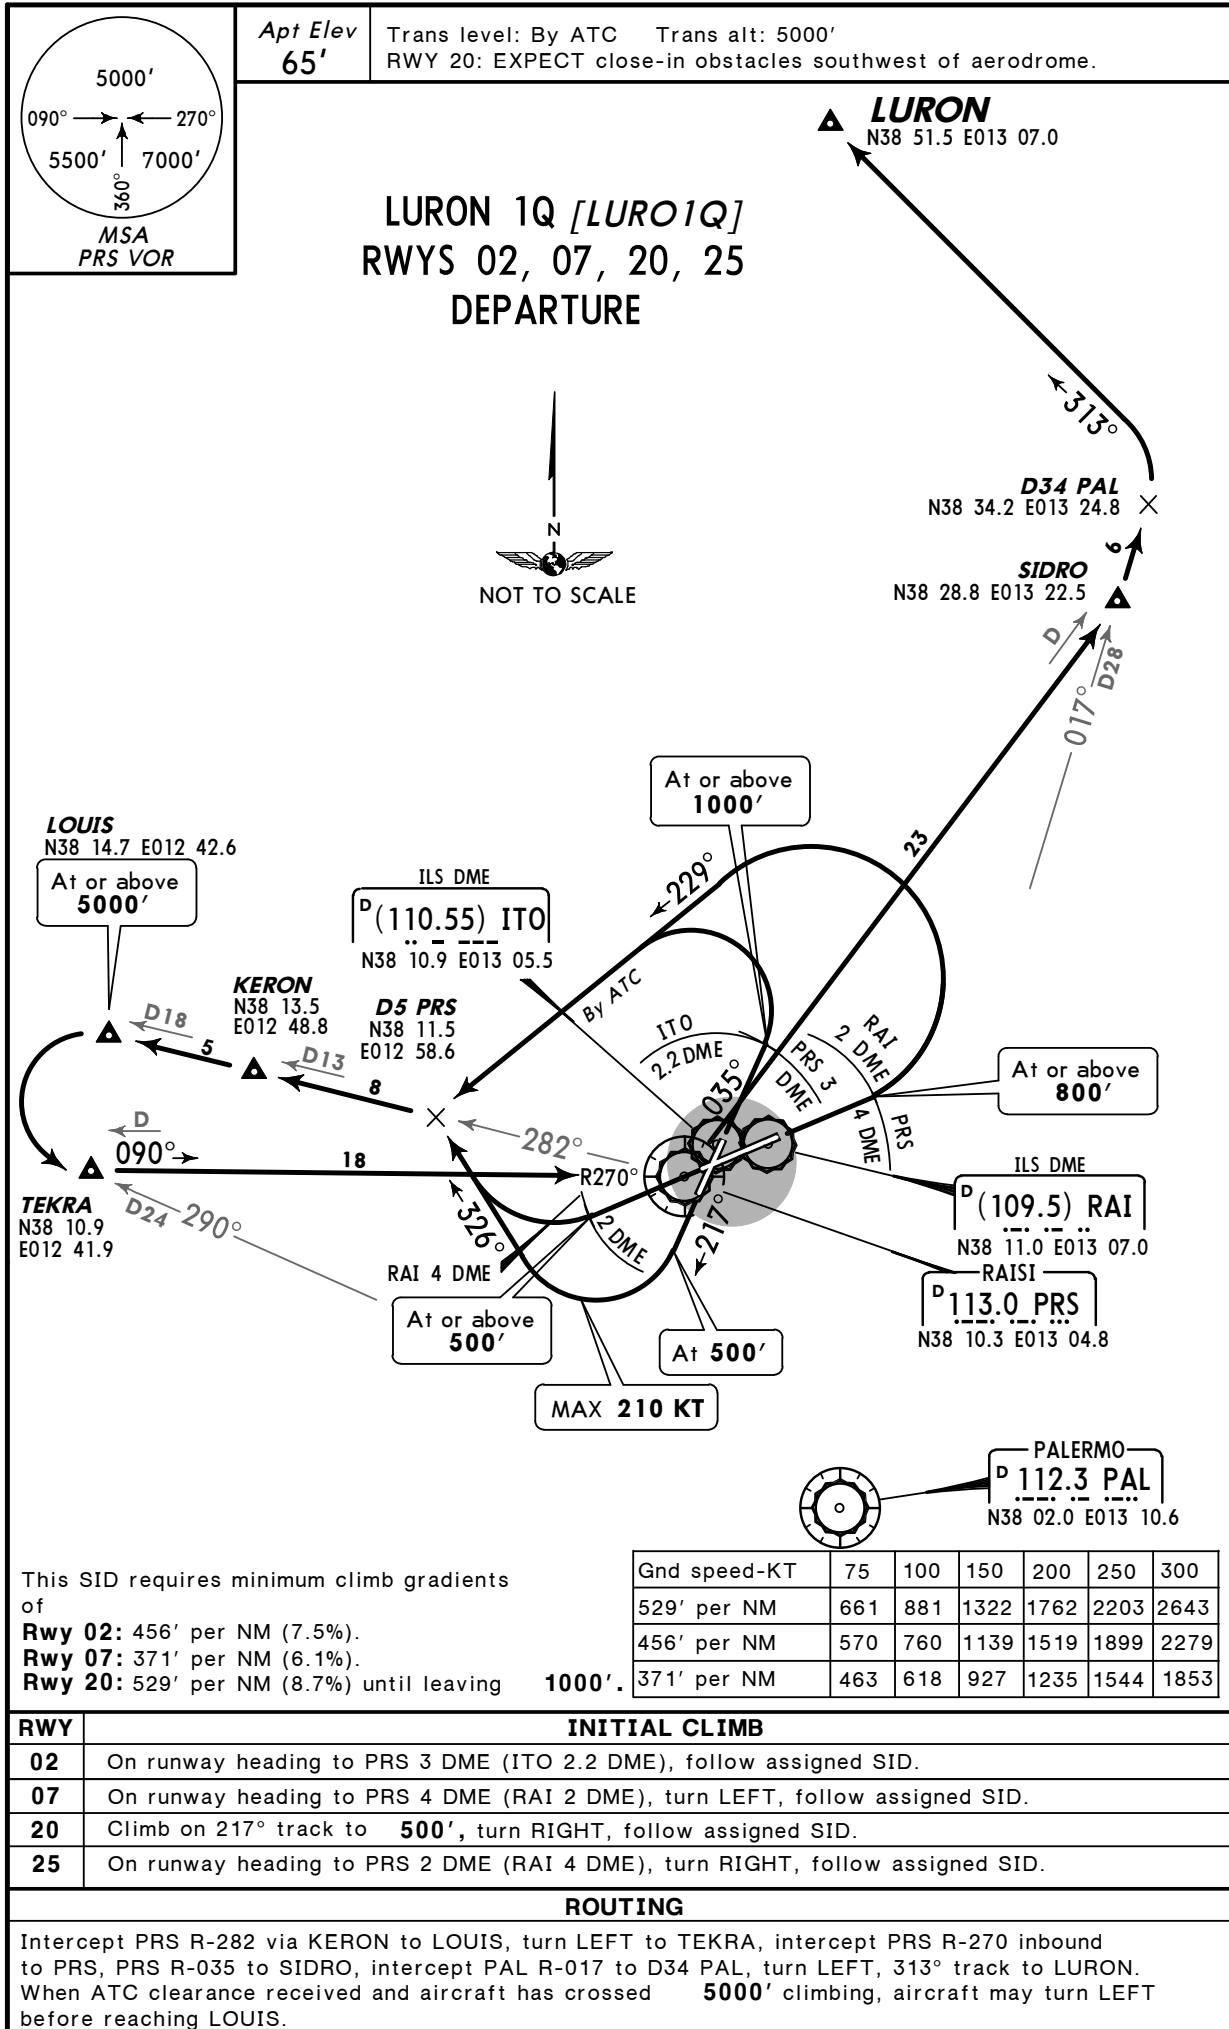 Apt Elev
65'
Trans level: By ATC Trans alt: 5000'
RWY 20: EXPECT close-in obstacles southwest of aerodrome.
5000'
090° 270°
5500' 7000'
360°
MSA
PRS VOR
LURON
N38 51.5 E013 07.0
LURON 1Q [LURO1Q]
RWYS 02, 07, 20, 25
DEPARTURE
313°
N
NOT TO SCALE
D34 PAL
N38 34.2 E013 24.8
6
SIDRO
N38 28.8 E013 22.5
D
D28
017°
At or above
1000'
23
LOUIS
N38 14.7 E012 42.6
At or above
5000'
ILS DME
D (110.55) ITO
N38 10.9 E013 05.5
229°
By ATC
KERON
N38 13.5
E012 48.8
D5 PRS
N38 11.5
E012 58.6
D18
5
D13
8
ITO
2.2 DME
PRS 3
DME
RAI
2 DME
PRS
4 DME
035°
At or above
800'
D
090°
18
282°
R270°
TEKRA
N38 10.9
E012 41.9
D24
290°
326°
2 DME
217°
RAI 4 DME
ILS DME
D (109.5) RAI
N38 11.0 E013 07.0
RAISI
D 113.0 PRS
N38 10.3 E013 04.8
At or above
500'
At 500'
MAX 210 KT
PALERMO
D 112.3 PAL
N38 02.0 E013 10.6
This SID requires minimum climb gradients
of
Rwy 02: 456' per NM (7.5%).
Rwy 07: 371' per NM (6.1%).
Rwy 20: 529' per NM (8.7%) until leaving 1000'.
Gnd speed-KT 75 100 150 200 250 300
529' per NM 661 881 1322 1762 2203 2643
456' per NM 570 760 1139 1519 1899 2279
371' per NM 463 618 927 1235 1544 1853
RWY INITIAL CLIMB
02 On runway heading to PRS 3 DME (ITO 2.2 DME), follow assigned SID.
07 On runway heading to PRS 4 DME (RAI 2 DME), turn LEFT, follow assigned SID.
20 Climb on 217° track to 500', turn RIGHT, follow assigned SID.
25 On runway heading to PRS 2 DME (RAI 4 DME), turn RIGHT, follow assigned SID.
ROUTING
Intercept PRS R-282 via KERON to LOUIS, turn LEFT to TEKRA, intercept PRS R-270 inbound
to PRS, PRS R-035 to SIDRO, intercept PAL R-017 to D34 PAL, turn LEFT, 313° track to LURON.
When ATC clearance received and aircraft has crossed 5000' climbing, aircraft may turn LEFT
before reaching LOUIS.